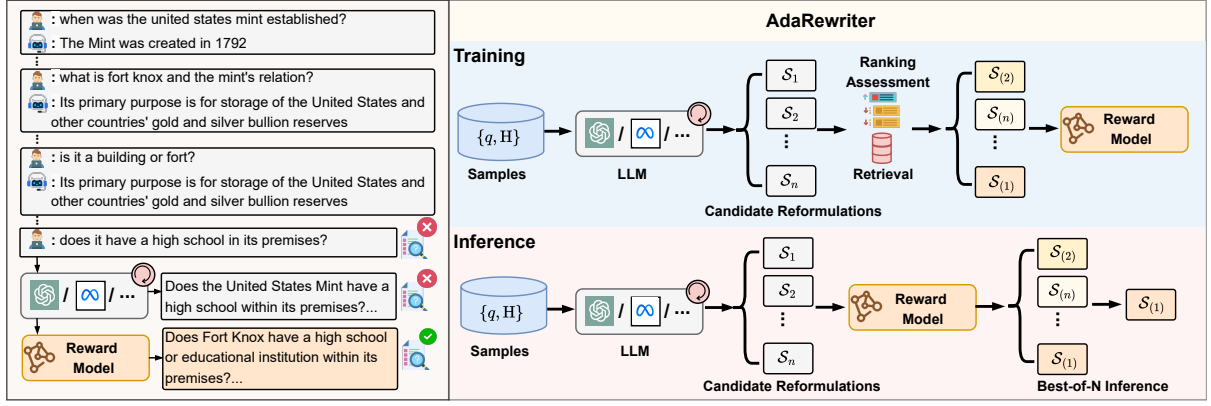 : when was the united states mint established?
: The Mint was created in 1792
: what is fort knox and the mint's relation?
: Its primary purpose is for storage of the United States and
other countries' gold and silver bullion reserves
: is it a building or fort?
: Its primary purpose is for storage of the United States and
other countries' gold and silver bullion reserves
: does it have a high school in its premises?
/ / ...
Does the United States Mint have a
high school within its premises?...
Reward
Model
Does Fort Knox have a high school
or educational institution within its
premises?...
AdaRewriter
Training
{q, H}
Samples
/ / ...
LLM
S₁
S₂
⋮
Sₙ
Candidate Reformulations
Ranking
Assessment
Retrieval
S₍₂₎
S₍ₙ₎
⋮
S₍₁₎
Reward
Model
Inference
{q, H}
Samples
/ / ...
LLM
S₁
S₂
⋮
Sₙ
Candidate Reformulations
Reward
Model
S₍₂₎
S₍ₙ₎
⋮
S₍₁₎
Best-of-N Inference
S₍₁₎